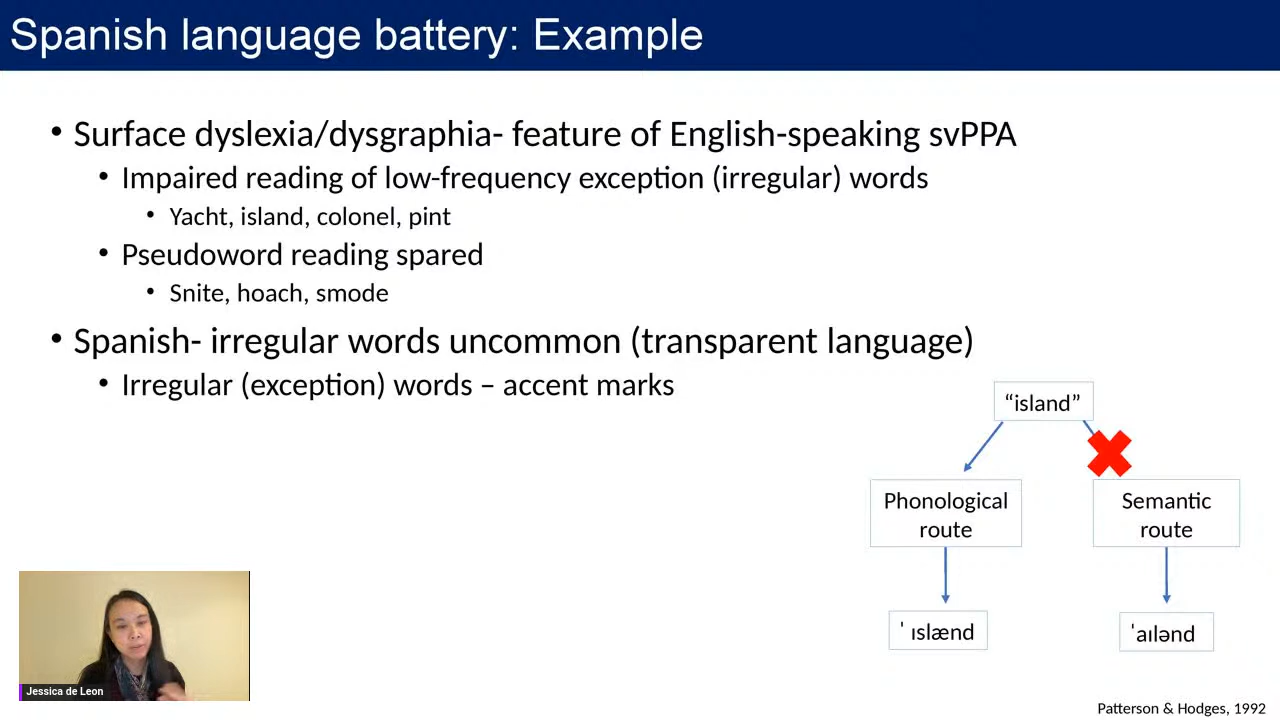 Spanish language battery: Example
• Surface dyslexia/dysgraphia- feature of English-speaking svPPA
• Impaired reading of low-frequency exception (irregular) words
• Yacht, island, colonel, pint
• Pseudoword reading spared
• Snite, hoach, smode
• Spanish- irregular words uncommon (transparent language)
• Irregular (exception) words – accent marks
“island”
Phonological
route
Semantic
route
ˈ ıslænd
ˈaılənd
Jessica de Leon
Patterson & Hodges, 1992